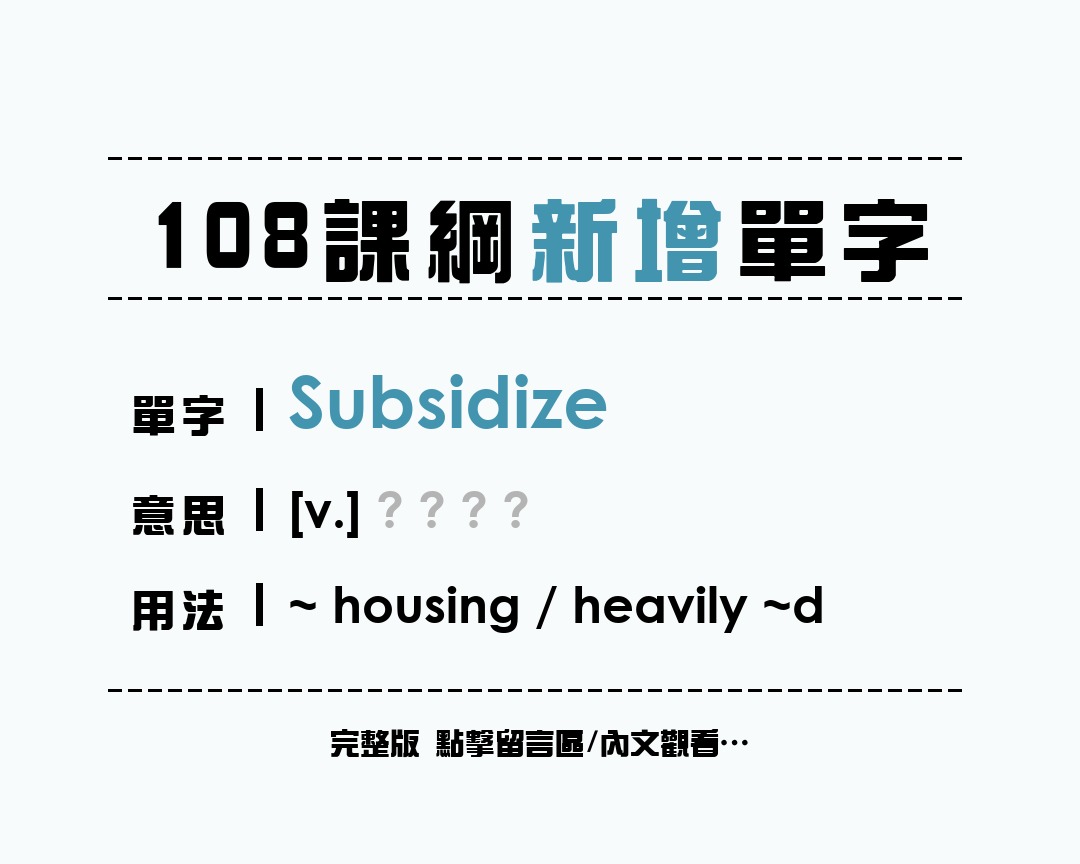 108課綱新增單字
單字 | Subsidize
意思 | [v.] ？？？？
用法 | ~ housing / heavily ~d
完整版 點擊留言區/內文觀看…